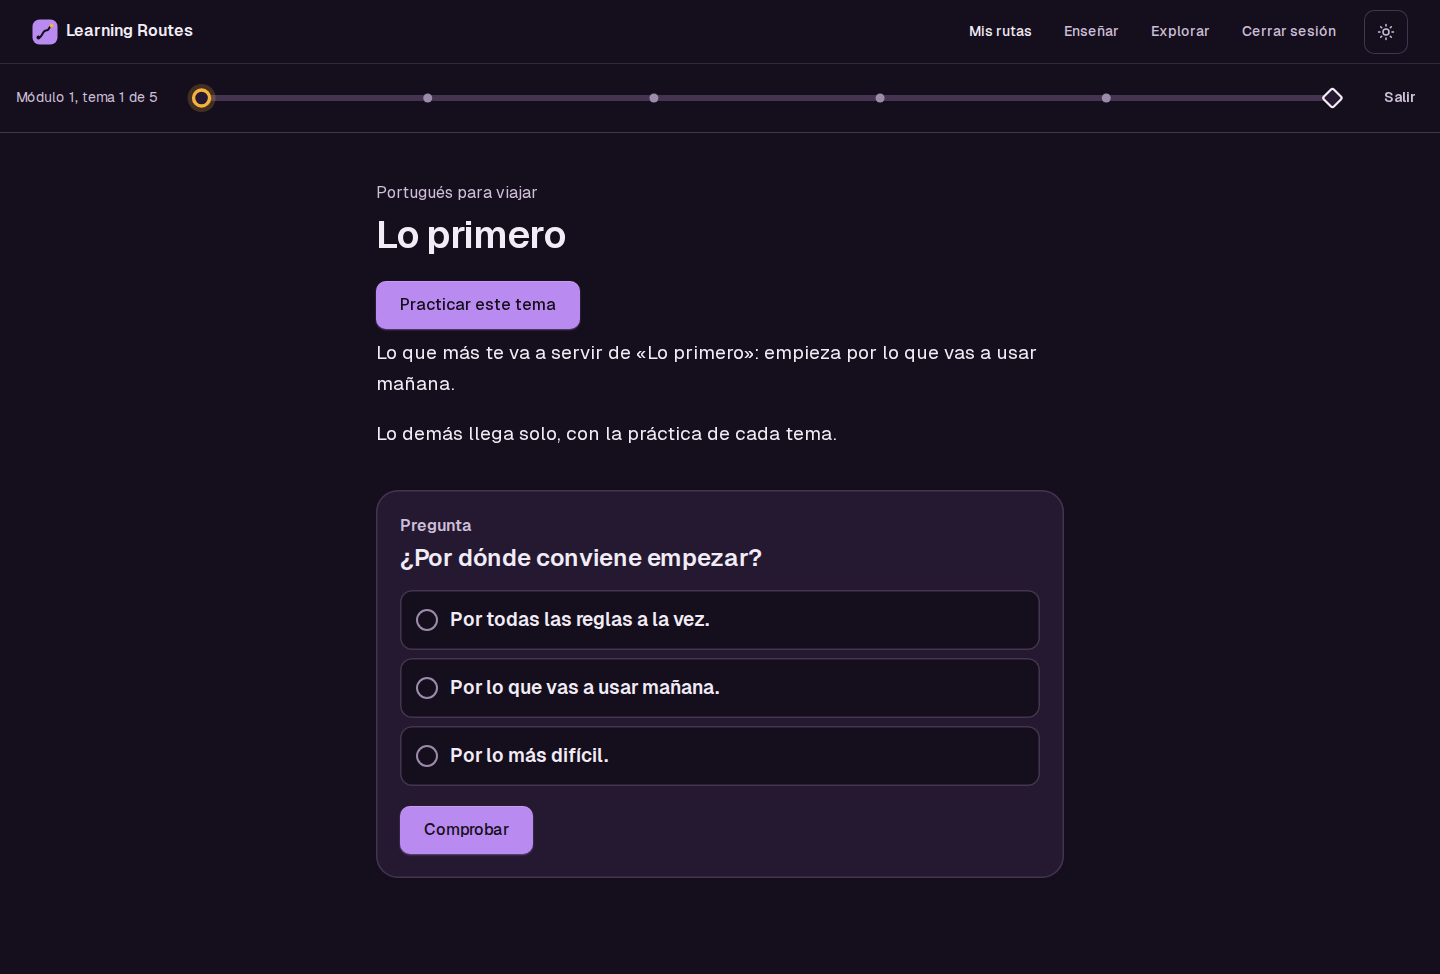 Learning Routes
Mis rutas
Enseñar
Explorar
Cerrar sesión
Módulo 1, tema 1 de 5
Salir
Portugués para viajar
Lo primero
Practicar este tema
Lo que más te va a servir de «Lo primero»: empieza por lo que vas a usar
mañana.
Lo demás llega solo, con la práctica de cada tema.
Pregunta
¿Por dónde conviene empezar?
Por todas las reglas a la vez.
Por lo que vas a usar mañana.
Por lo más difícil.
Comprobar